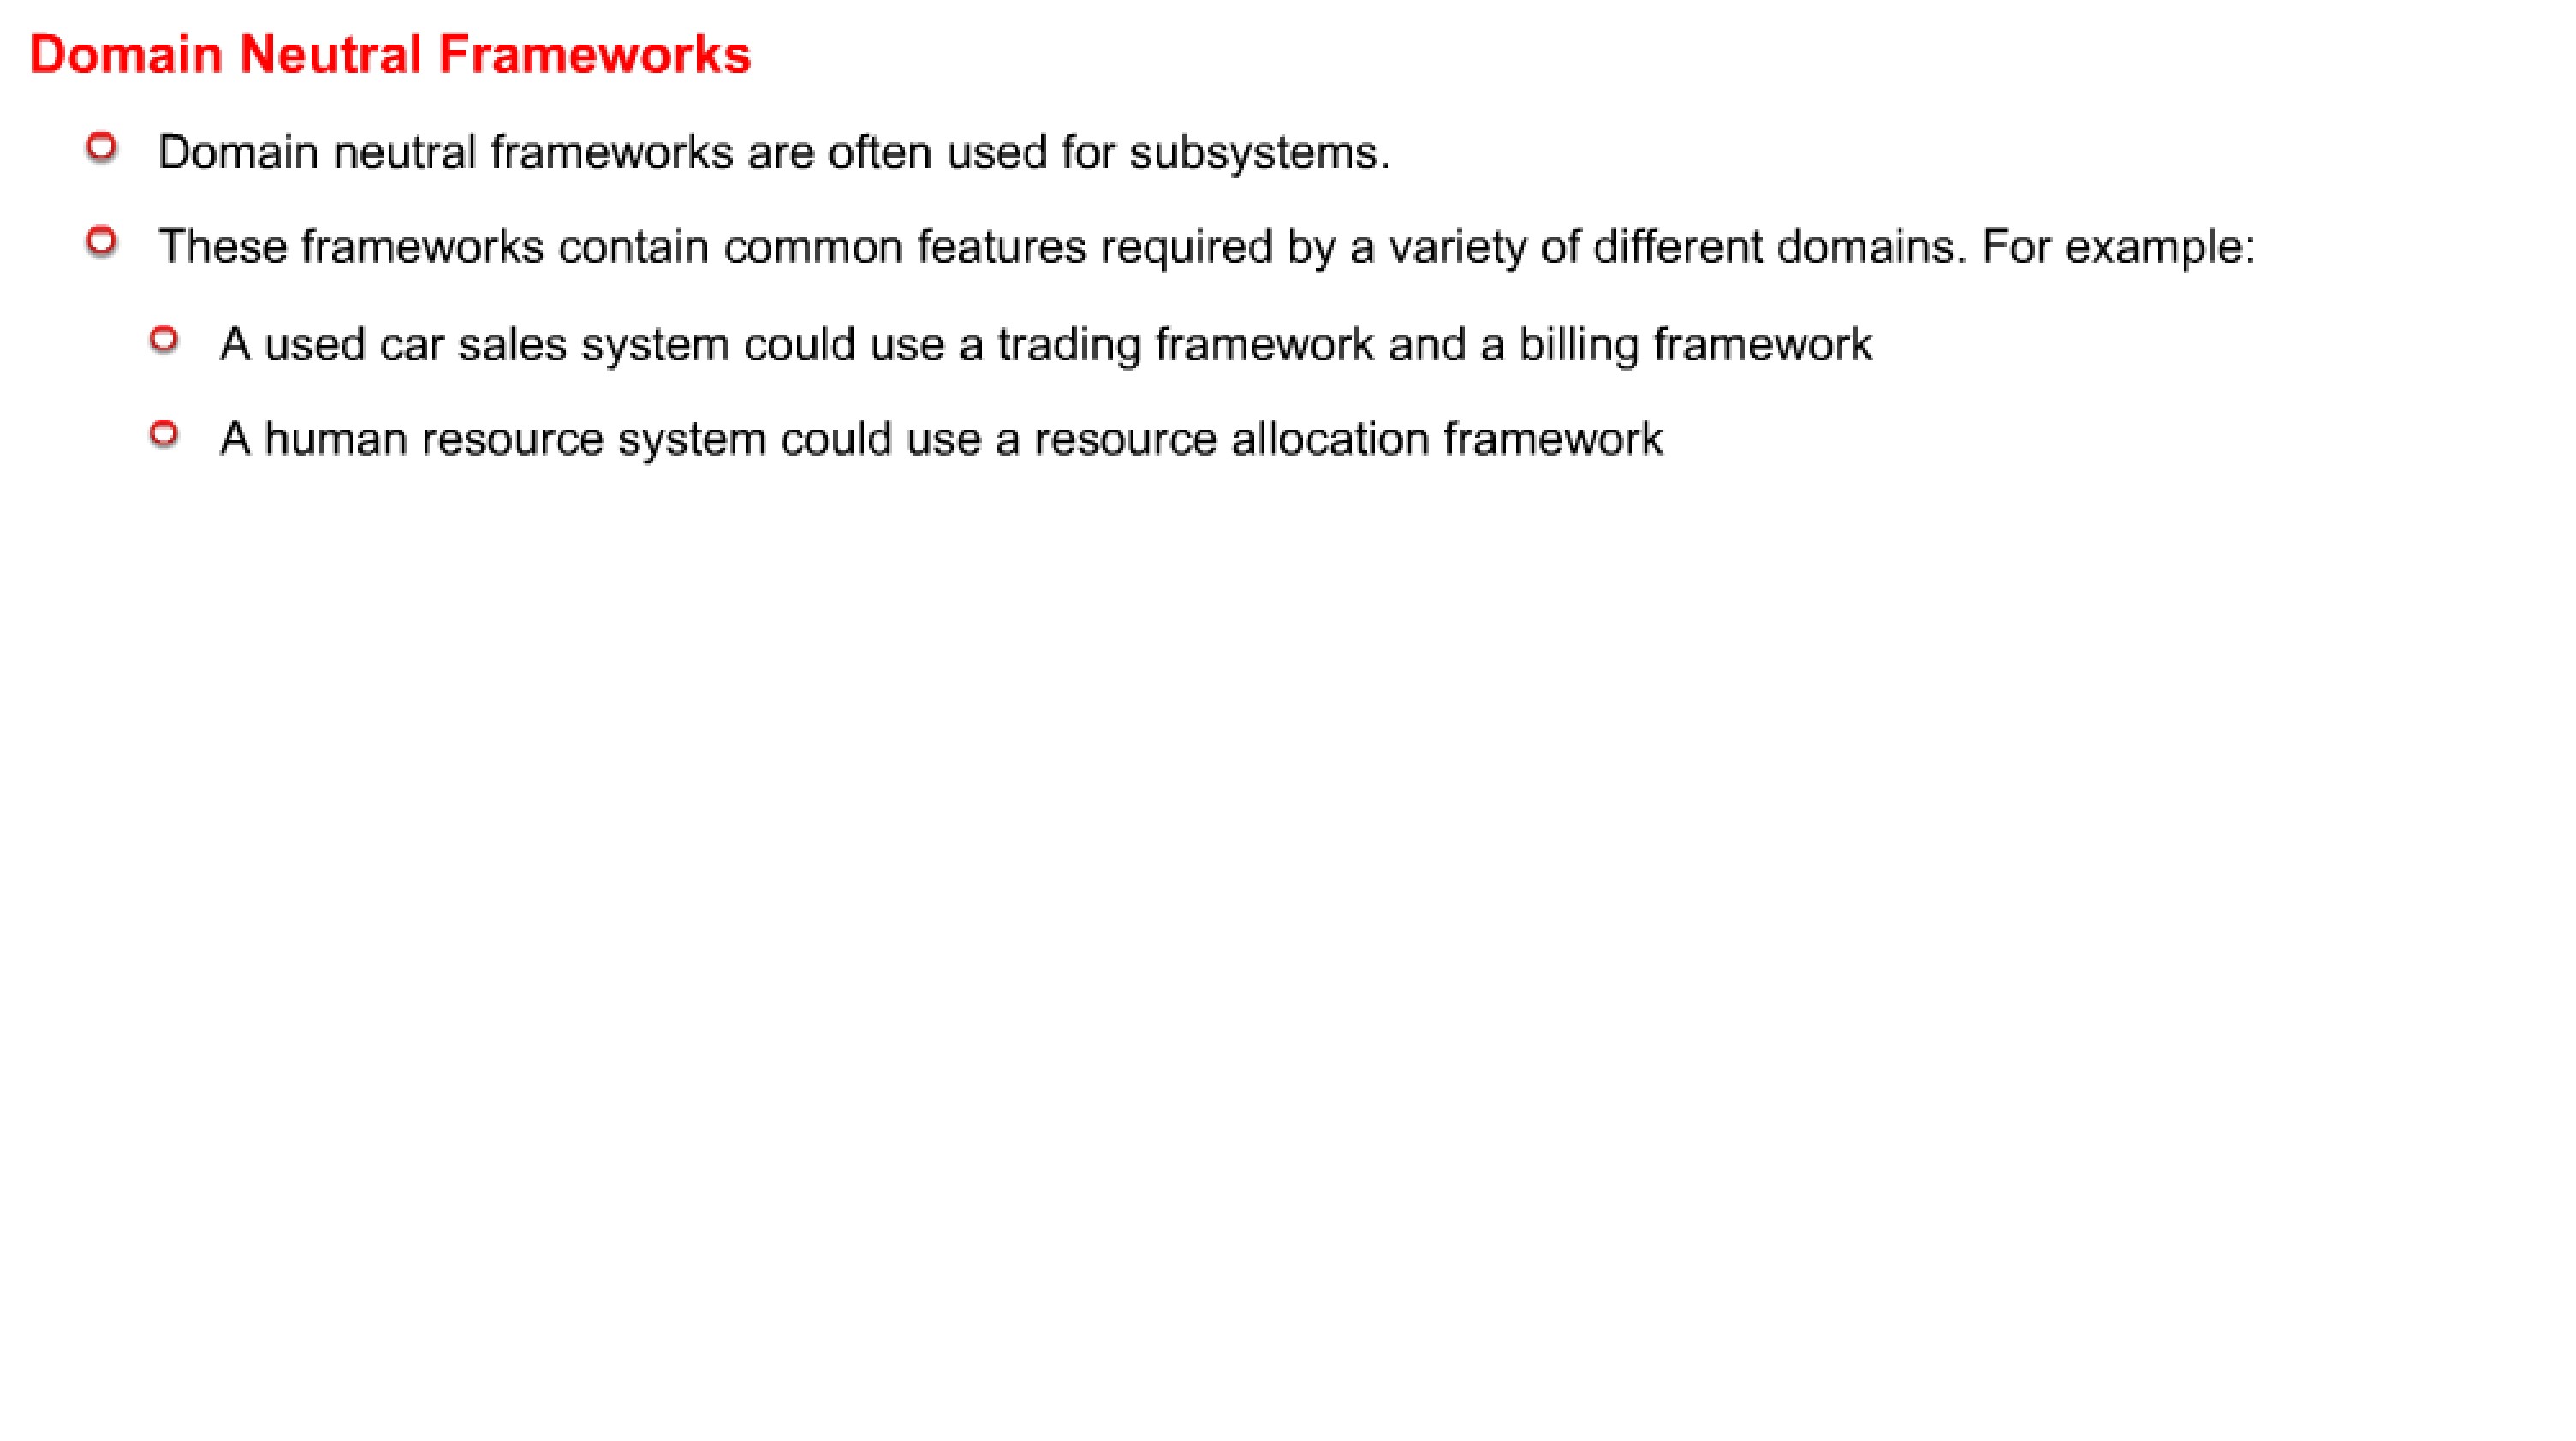 Domain Neutral Frameworks
Domain neutral frameworks are often used for subsystems.
These frameworks contain common features required by a variety of different domains. For example:
A used car sales system could use a trading framework and a billing framework
A human resource system could use a resource allocation framework